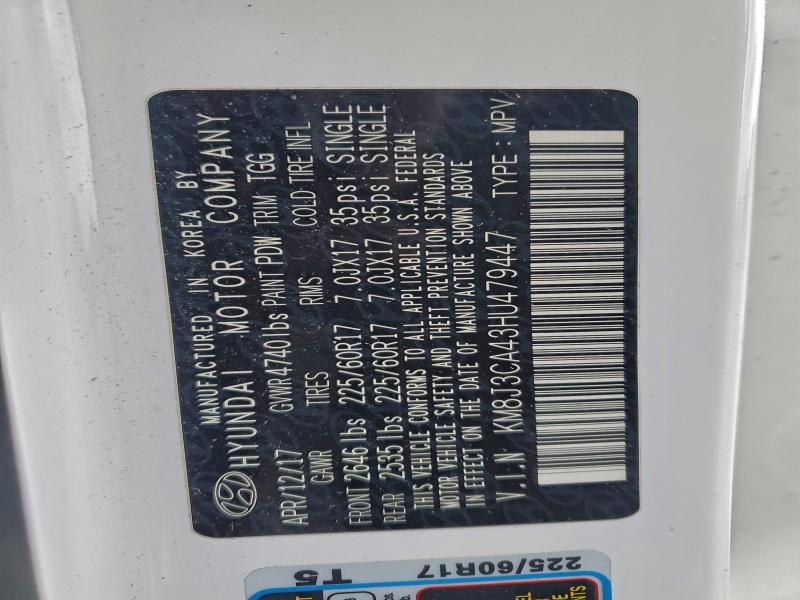 MANUFACTURED IN KOREA BY
HYUNDAI MOTOR COMPANY
APR/12/17 GVWR 4740 lbs PAINT PDW TRIM TGG
GAWR TIRES RIMS COLD TIRE INFL
FRONT 2646 lbs 225/60R17 7.0JX17 35psi SINGLE
REAR 2535 lbs 225/60R17 7.0JX17 35psi SINGLE
THIS VEHICLE CONFORMS TO ALL APPLICABLE U.S.A. FEDERAL
MOTOR VEHICLE SAFETY AND THEFT PREVENTION STANDARDS
IN EFFECT ON THE DATE OF MANUFACTURE SHOWN ABOVE
V.I.N KM8J3CA43HU479447 TYPE : MPV
T5
225/60R17